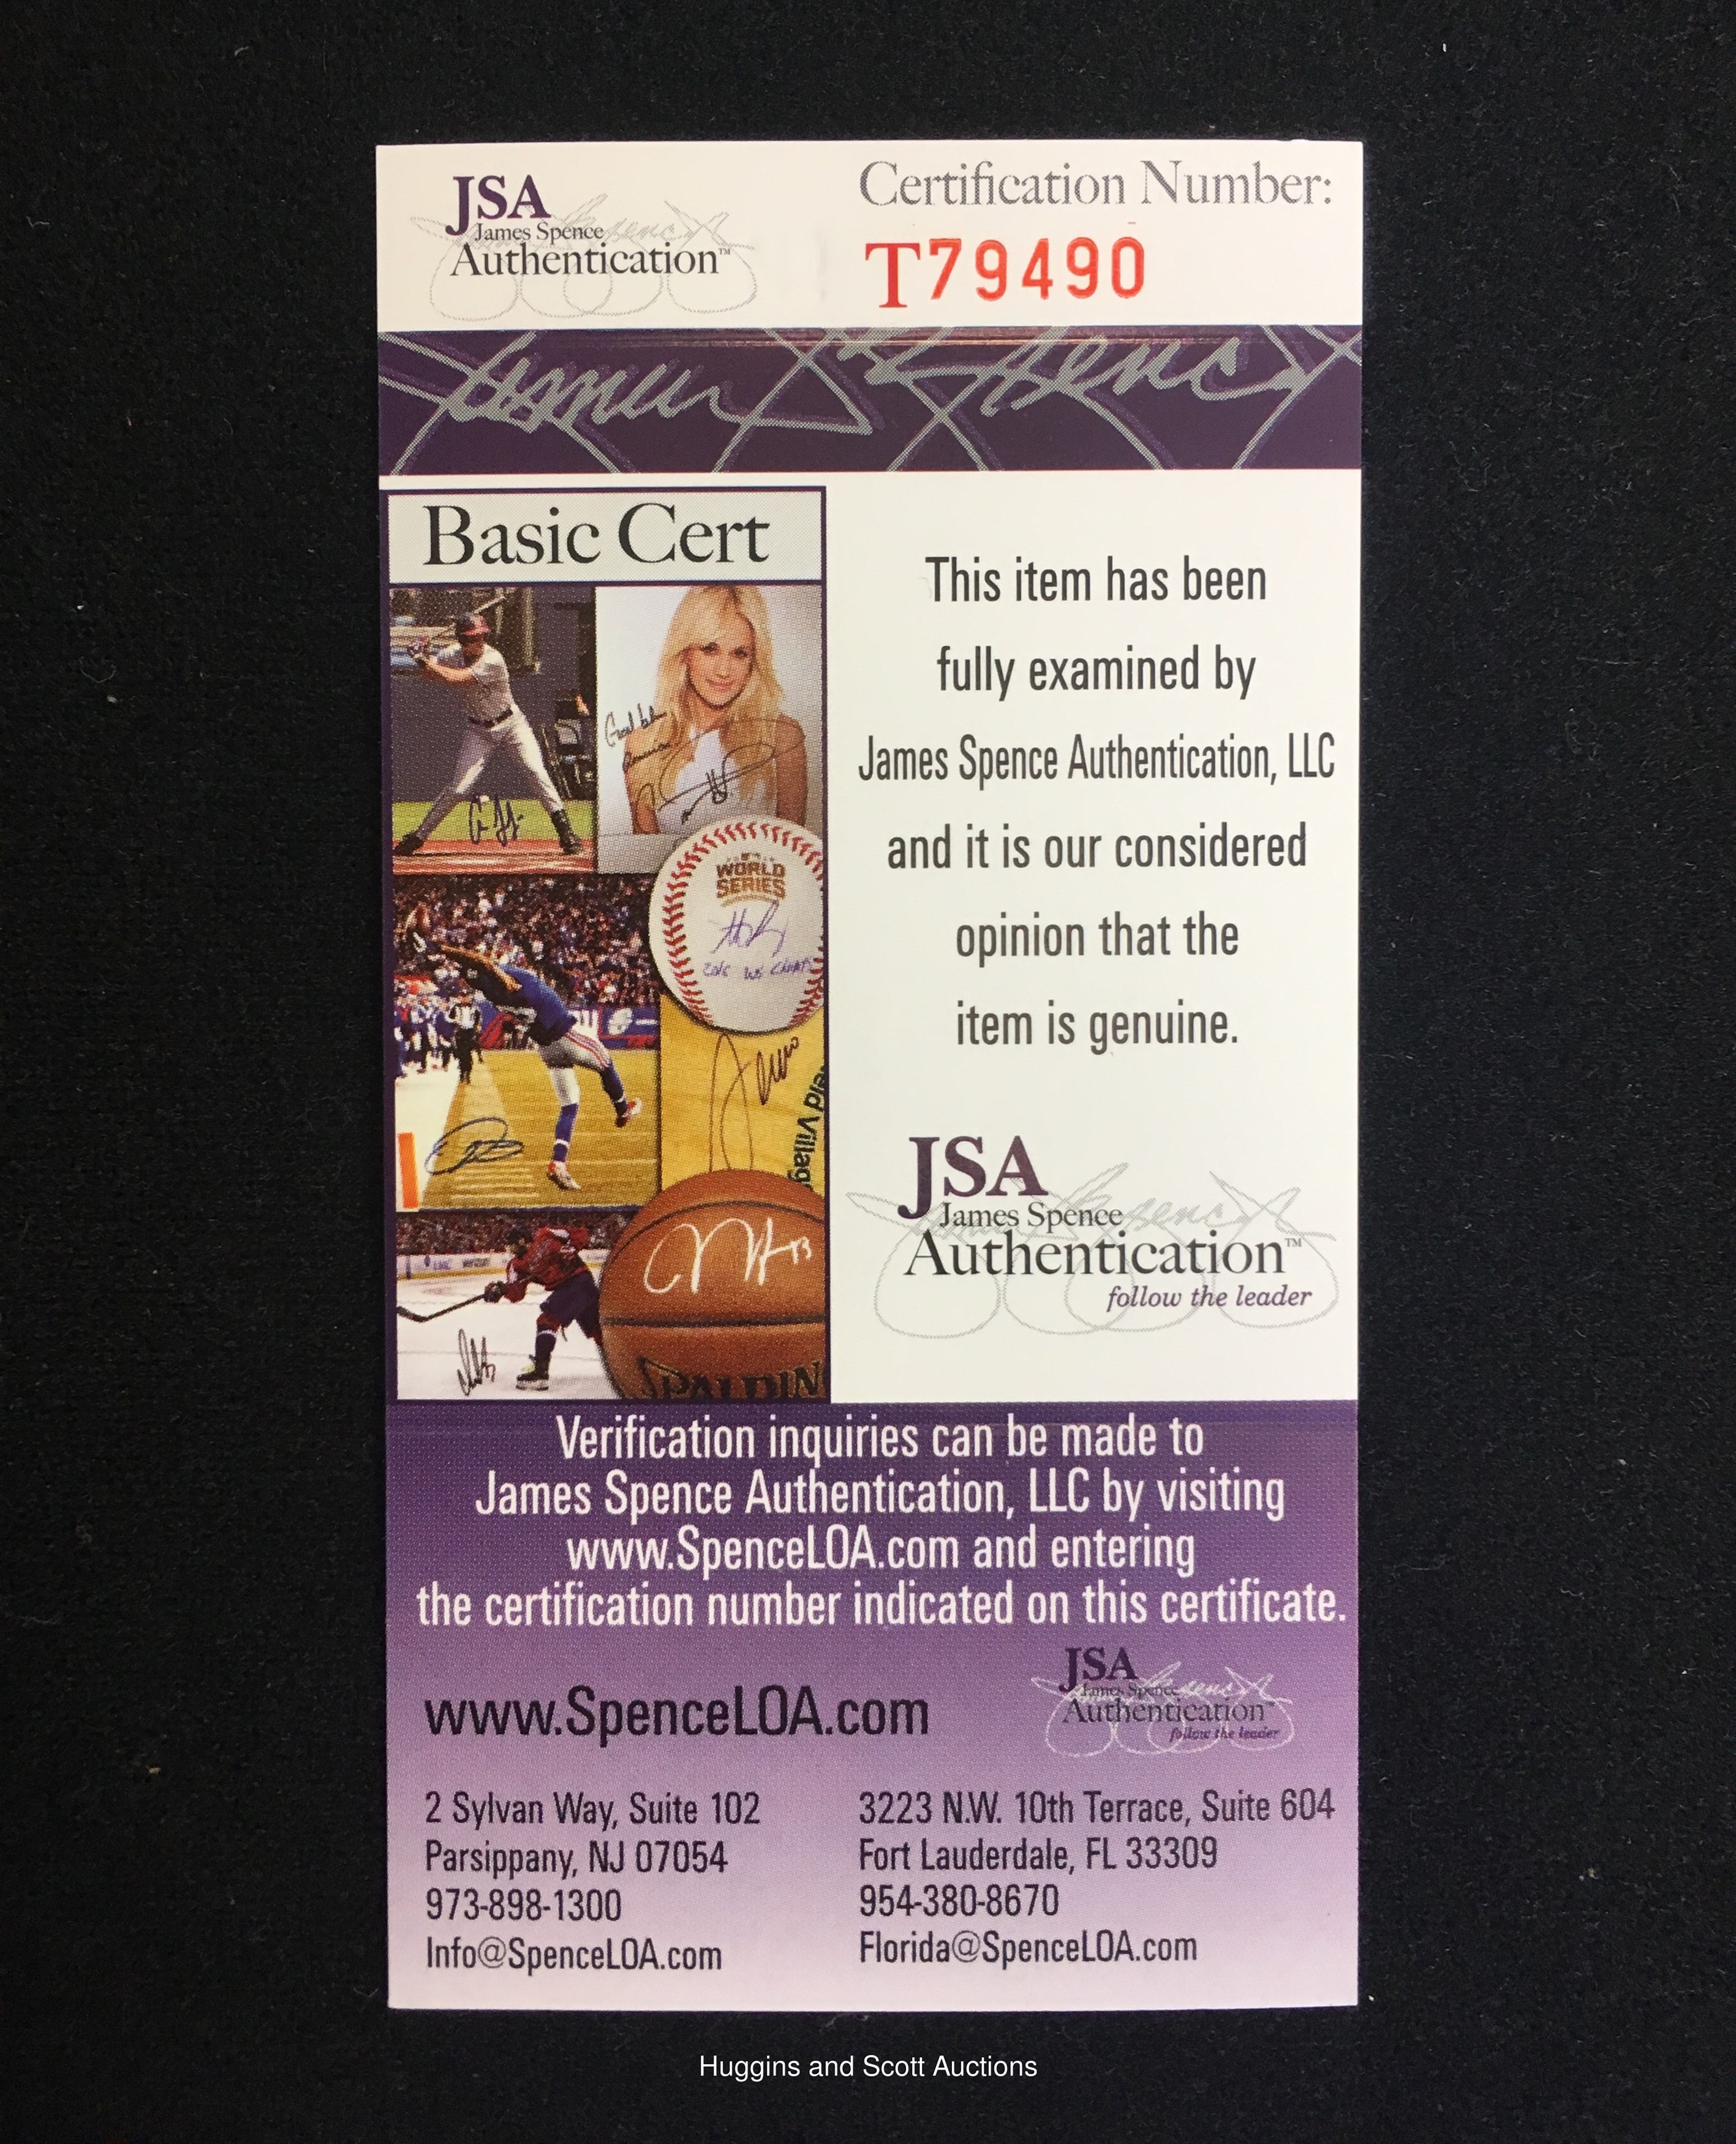 JSA
James Spence
Authentication™
Certification Number:
T79490
Basic Cert
WORLD
SERIES
This item has been
fully examined by
James Spence Authentication, LLC
and it is our considered
opinion that the
item is genuine.
JSA
James Spence
Authentication™
follow the leader
SPALDIN
Verification inquiries can be made to
James Spence Authentication, LLC by visiting
www.SpenceLOA.com and entering
the certification number indicated on this certificate.
www.SpenceLOA.com
JSA
James Spence
Authentication™
follow the leader
2 Sylvan Way, Suite 102
Parsippany, NJ 07054
973-898-1300
Info@SpenceLOA.com
3223 N.W. 10th Terrace, Suite 604
Fort Lauderdale, FL 33309
954-380-8670
Florida@SpenceLOA.com
Huggins and Scott Auctions